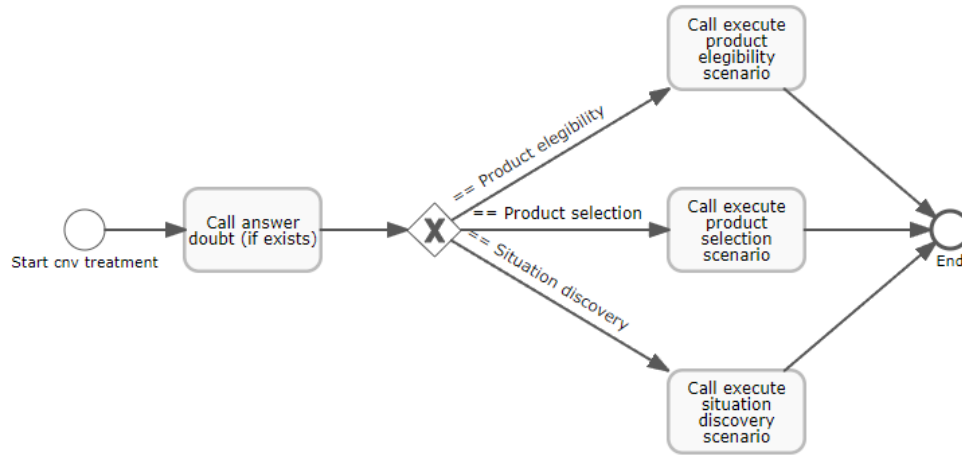 Call execute
product
elegibility
scenario
== Product elegibility
Call answer
doubt (if exists)
== Product selection
Call execute
product
selection
scenario
Start cnv treatment
End
== Situation discovery
Call execute
situation
discovery
scenario